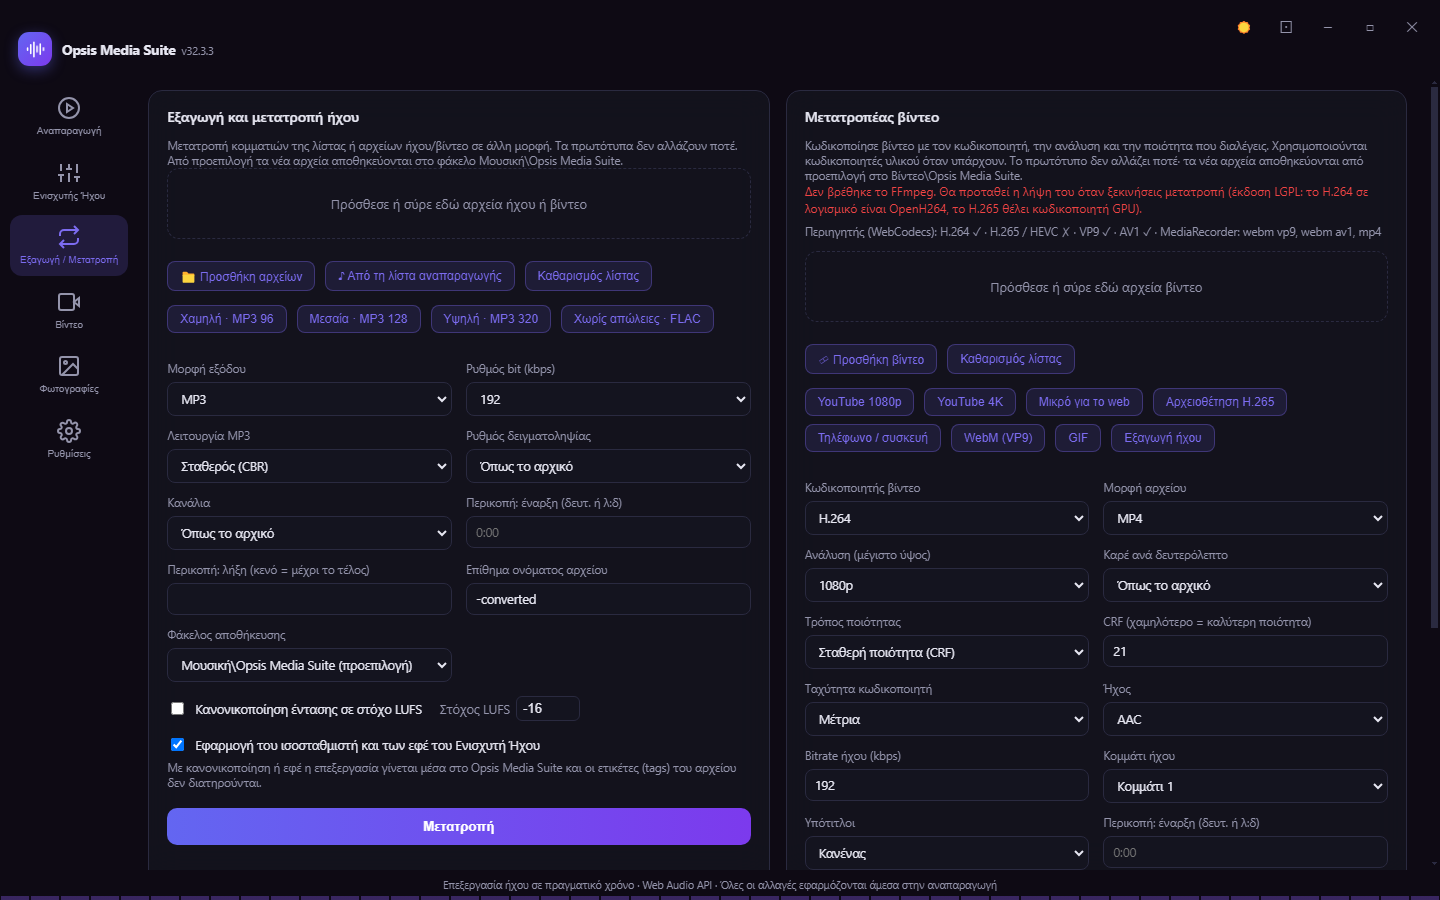 Opsis Media Suite v32.3.3
Αναπαραγωγή
Ενισχυτής Ήχου
Εξαγωγή / Μετατροπή
Βίντεο
Φωτογραφίες
Ρυθμίσεις
Εξαγωγή και μετατροπή ήχου
Μετατροπή κομματιών της λίστας ή αρχείων ήχου/βίντεο σε άλλη μορφή. Τα πρωτότυπα δεν αλλάζουν ποτέ.
Από προεπιλογή τα νέα αρχεία αποθηκεύονται στο φάκελο Μουσική\Opsis Media Suite.
Πρόσθεσε ή σύρε εδώ αρχεία ήχου ή βίντεο
Προσθήκη αρχείων
♪ Από τη λίστα αναπαραγωγής
Καθαρισμός λίστας
Χαμηλή · MP3 96
Μεσαία · MP3 128
Υψηλή · MP3 320
Χωρίς απώλειες · FLAC
Μορφή εξόδου
Ρυθμός bit (kbps)
MP3
192
Λειτουργία MP3
Ρυθμός δειγματοληψίας
Σταθερός (CBR)
Όπως το αρχικό
Κανάλια
Περικοπή: έναρξη (δευτ. ή λ:δ)
Όπως το αρχικό
0:00
Περικοπή: λήξη (κενό = μέχρι το τέλος)
Επίθημα ονόματος αρχείου
-converted
Φάκελος αποθήκευσης
Μουσική\Opsis Media Suite (προεπιλογή)
Κανονικοποίηση έντασης σε στόχο LUFS
Στόχος LUFS
-16
Εφαρμογή του ισοσταθμιστή και των εφέ του Ενισχυτή Ήχου
Με κανονικοποίηση ή εφέ η επεξεργασία γίνεται μέσα στο Opsis Media Suite και οι ετικέτες (tags) του αρχείου
δεν διατηρούνται.
Μετατροπή
Μετατροπέας βίντεο
Κωδικοποίησε βίντεο με τον κωδικοποιητή, την ανάλυση και την ποιότητα που διαλέγεις. Χρησιμοποιούνται
κωδικοποιητές υλικού όταν υπάρχουν. Το πρωτότυπο δεν αλλάζει ποτέ· τα νέα αρχεία αποθηκεύονται από
προεπιλογή στο Βίντεο\Opsis Media Suite.
Δεν βρέθηκε το FFmpeg. Θα προταθεί η λήψη του όταν ξεκινήσεις μετατροπή (έκδοση LGPL: το H.264 σε
λογισμικό είναι OpenH264, το H.265 θέλει κωδικοποιητή GPU).
Περιηγητής (WebCodecs): H.264 ✓ · H.265 / HEVC ✗ · VP9 ✓ · AV1 ✓ · MediaRecorder: webm vp9, webm av1, mp4
Πρόσθεσε ή σύρε εδώ αρχεία βίντεο
Προσθήκη βίντεο
Καθαρισμός λίστας
YouTube 1080p
YouTube 4K
Μικρό για το web
Αρχειοθέτηση H.265
Τηλέφωνο / συσκευή
WebM (VP9)
GIF
Εξαγωγή ήχου
Κωδικοποιητής βίντεο
Μορφή αρχείου
H.264
MP4
Ανάλυση (μέγιστο ύψος)
Καρέ ανά δευτερόλεπτο
1080p
Όπως το αρχικό
Τρόπος ποιότητας
CRF (χαμηλότερο = καλύτερη ποιότητα)
Σταθερή ποιότητα (CRF)
21
Ταχύτητα κωδικοποιητή
Ήχος
Μέτρια
AAC
Bitrate ήχου (kbps)
Κομμάτι ήχου
192
Κομμάτι 1
Υπότιτλοι
Περικοπή: έναρξη (δευτ. ή λ:δ)
Κανένας
0:00
Επεξεργασία ήχου σε πραγματικό χρόνο · Web Audio API · Όλες οι αλλαγές εφαρμόζονται άμεσα στην αναπαραγωγή